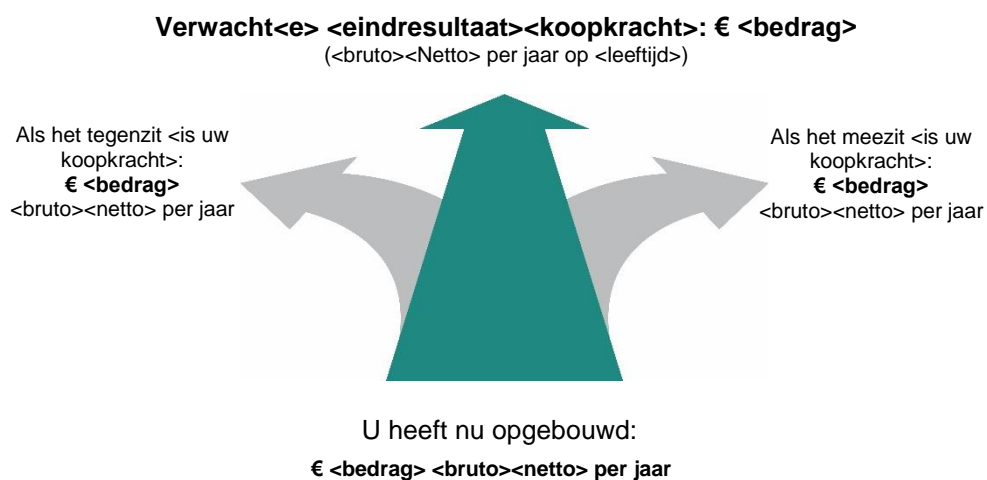 Verwacht<e> <eindresultaat><koopkracht>: € <bedrag>
(<bruto><Netto> per jaar op <leeftijd>)
Als het tegenzit <is uw
koopkracht>:
€ <bedrag>
<bruto><netto> per jaar
Als het meezit <is uw
koopkracht>:
€ <bedrag>
<bruto><netto> per jaar
U heeft nu opgebouwd:
€ <bedrag> <bruto><netto> per jaar